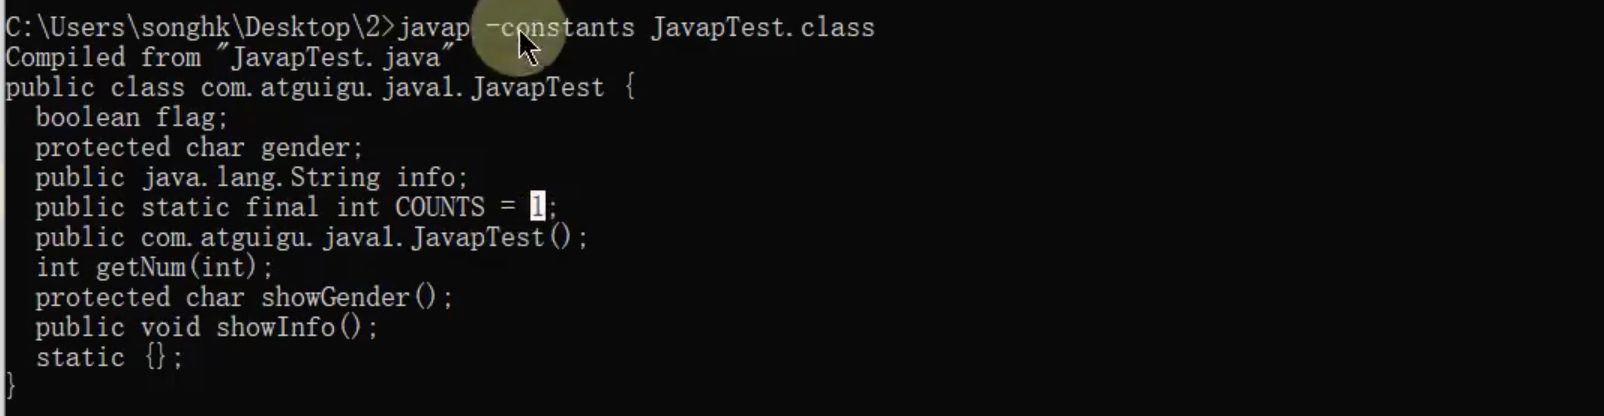 C:\Users\songhk\Desktop\2>javap -constants JavapTest.class
Compiled from "JavapTest.java"
public class com.atguigu.java1.JavapTest {
  boolean flag;
  protected char gender;
  public java.lang.String info;
  public static final int COUNTS = 1;
  public com.atguigu.java1.JavapTest();
  int getNum(int);
  protected char showGender();
  public void showInfo();
  static {};
}